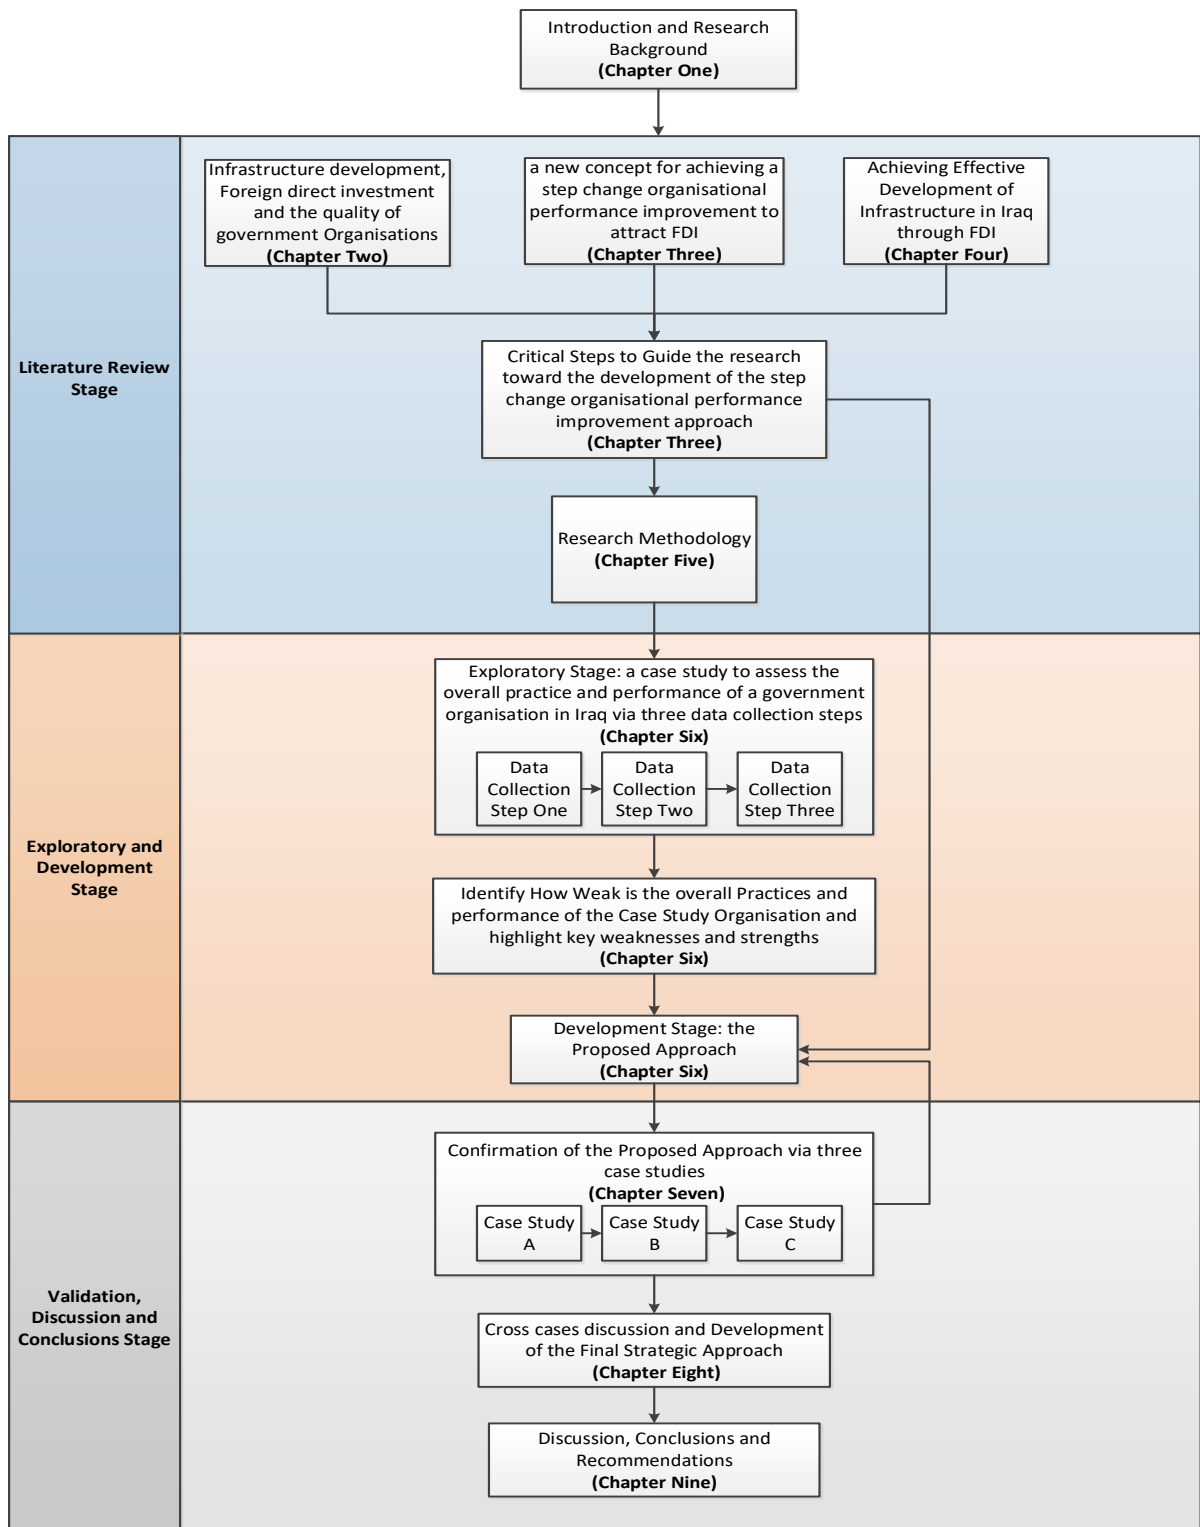 Introduction and Research
Background
(Chapter One)
Literature Review
Stage
Infrastructure development,
Foreign direct investment
and the quality of
government Organisations
(Chapter Two)
a new concept for achieving a
step change organisational
performance improvement to
attract FDI
(Chapter Three)
Achieving Effective
Development of
Infrastructure in Iraq
through FDI
(Chapter Four)
Critical Steps to Guide the research
toward the development of the step
change organisational performance
improvement approach
(Chapter Three)
Research Methodology
(Chapter Five)
Exploratory and
Development
Stage
Exploratory Stage: a case study to assess the
overall practice and performance of a government
organisation in Iraq via three data collection steps
(Chapter Six)
Data
Collection
Step One
Data
Collection
Step Two
Data
Collection
Step Three
Identify How Weak is the overall Practices and
performance of the Case Study Organisation and
highlight key weaknesses and strengths
(Chapter Six)
Development Stage: the
Proposed Approach
(Chapter Six)
Validation,
Discussion and
Conclusions Stage
Confirmation of the Proposed Approach via three
case studies
(Chapter Seven)
Case Study
A
Case Study
B
Case Study
C
Cross cases discussion and Development
of the Final Strategic Approach
(Chapter Eight)
Discussion, Conclusions and
Recommendations
(Chapter Nine)